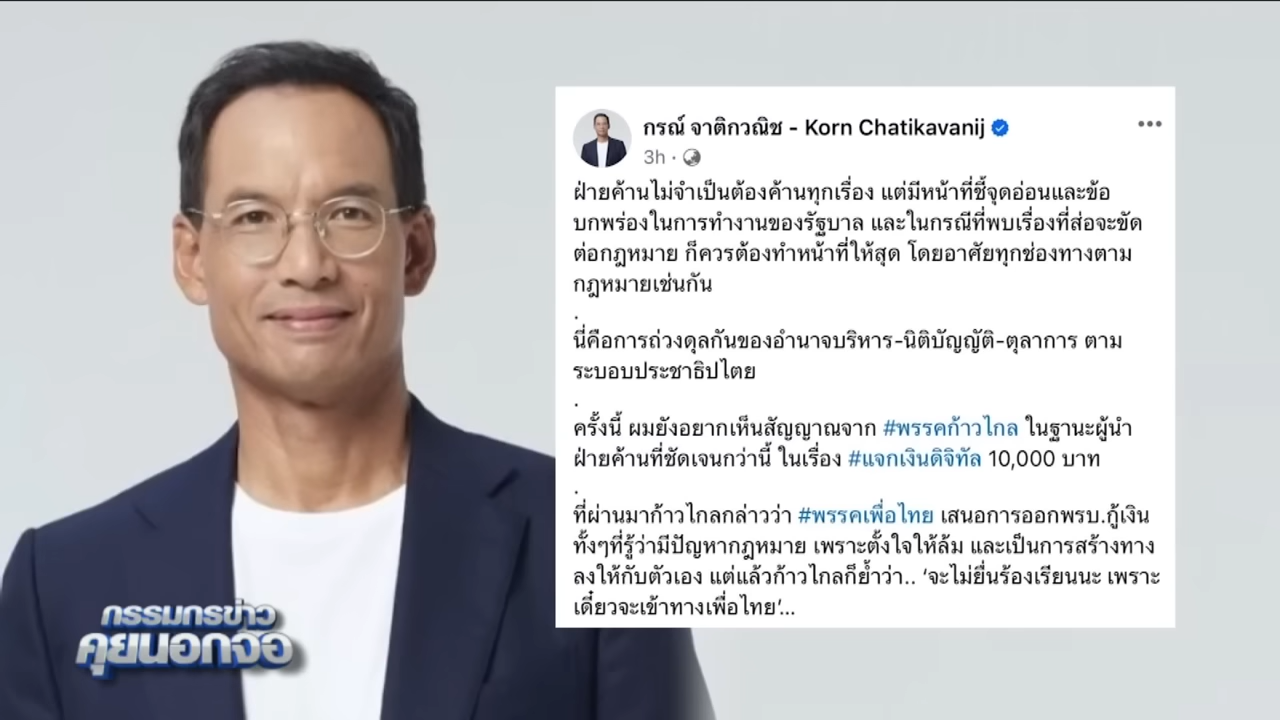 กรณ์ จาติกวณิช - Korn Chatikavanij
3h ·
ฝ่ายค้านไม่จำเป็นต้องค้านทุกเรื่อง แต่มีหน้าที่ชี้จุดอ่อนและข้อ
บกพร่องในการทำงานของรัฐบาล และในกรณีที่พบเรื่องที่ส่อจะขัด
ต่อกฎหมาย ก็ควรต้องทำหน้าที่ให้สุด โดยอาศัยทุกช่องทางตาม
กฎหมายเช่นกัน
.
นี่คือการถ่วงดุลกันของอำนาจบริหาร-นิติบัญญัติ-ตุลาการ ตาม
ระบอบประชาธิปไตย
.
ครั้งนี้ ผมยังอยากเห็นสัญญาณจาก #พรรคก้าวไกล ในฐานะผู้นำ
ฝ่ายค้านที่ชัดเจนกว่านี้ ในเรื่อง #แจกเงินดิจิทัล 10,000 บาท
.
ที่ผ่านมาก้าวไกลกล่าวว่า #พรรคเพื่อไทย เสนอการออกพรบ.กู้เงิน
ทั้งๆที่รู้ว่ามีปัญหากฎหมาย เพราะตั้งใจให้ล้ม และเป็นการสร้างทาง
ลงให้กับตัวเอง แต่แล้วก้าวไกลก็ย้ำว่า.. ‘จะไม่ยื่นร้องเรียนนะ เพราะ
เดี๋ยวจะเข้าทางเพื่อไทย’...
กรรมกรข่าว
คุยนอกจอ